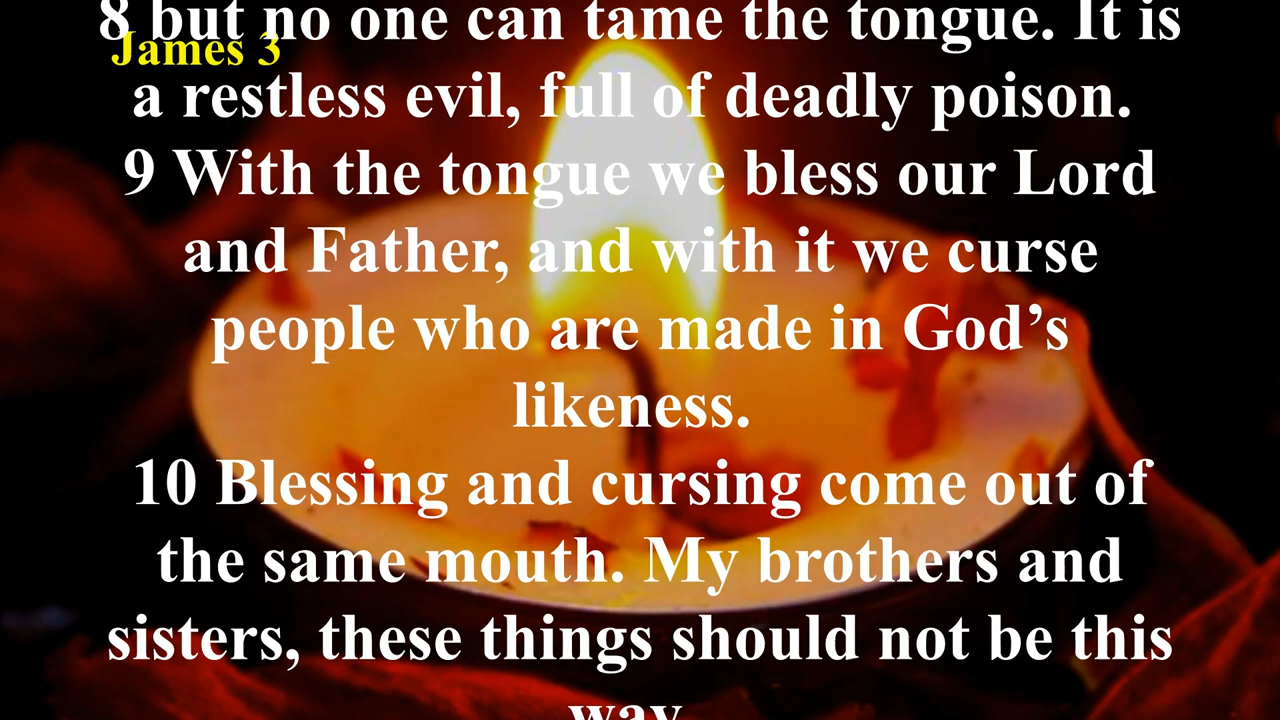 8 but no one can tame the tongue. It is
James 3
a restless evil, full of deadly poison.
9 With the tongue we bless our Lord
and Father, and with it we curse
people who are made in God’s
likeness.
10 Blessing and cursing come out of
the same mouth. My brothers and
sisters, these things should not be this
way.